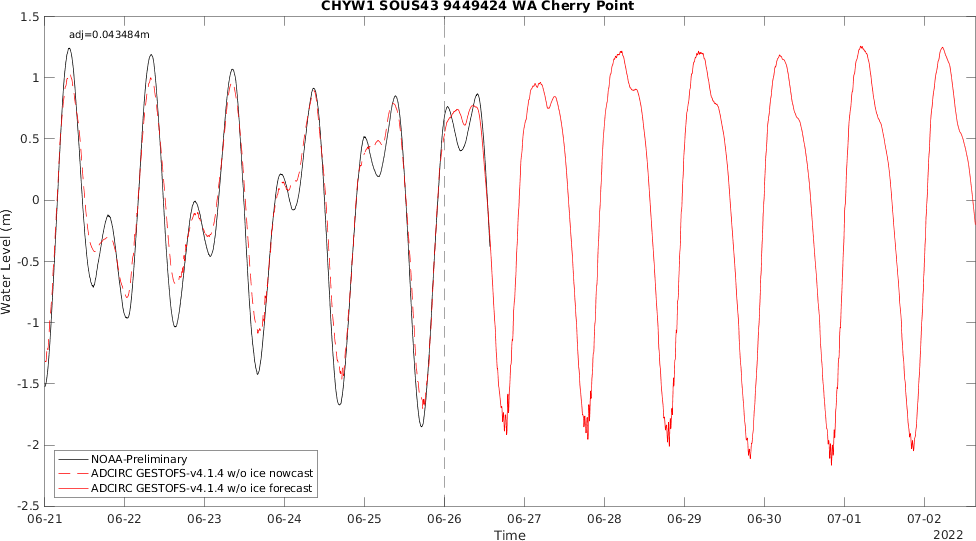 CHYW1 SOUS43 9449424 WA Cherry Point
adj=0.043484m
1.5
1
0.5
0
-0.5
-1
-1.5
-2
-2.5
Water Level (m)
NOAA-Preliminary
ADCIRC GESTOFS-v4.1.4 w/o ice nowcast
ADCIRC GESTOFS-v4.1.4 w/o ice forecast
06-21 06-22 06-23 06-24 06-25 06-26 06-27 06-28 06-29 06-30 07-01 07-02
Time
2022